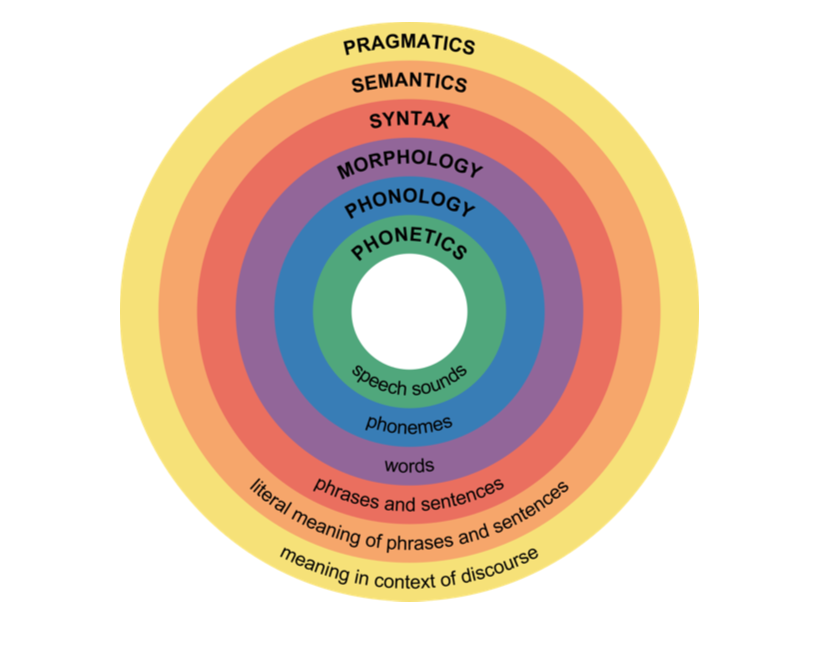 PRAGMATICS
SEMANTICS
SYNTAX
MORPHOLOGY
PHONOLOGY
PHONETICS
speech sounds
phonemes
words
phrases and sentences
literal meaning of phrases and sentences
meaning in context of discourse